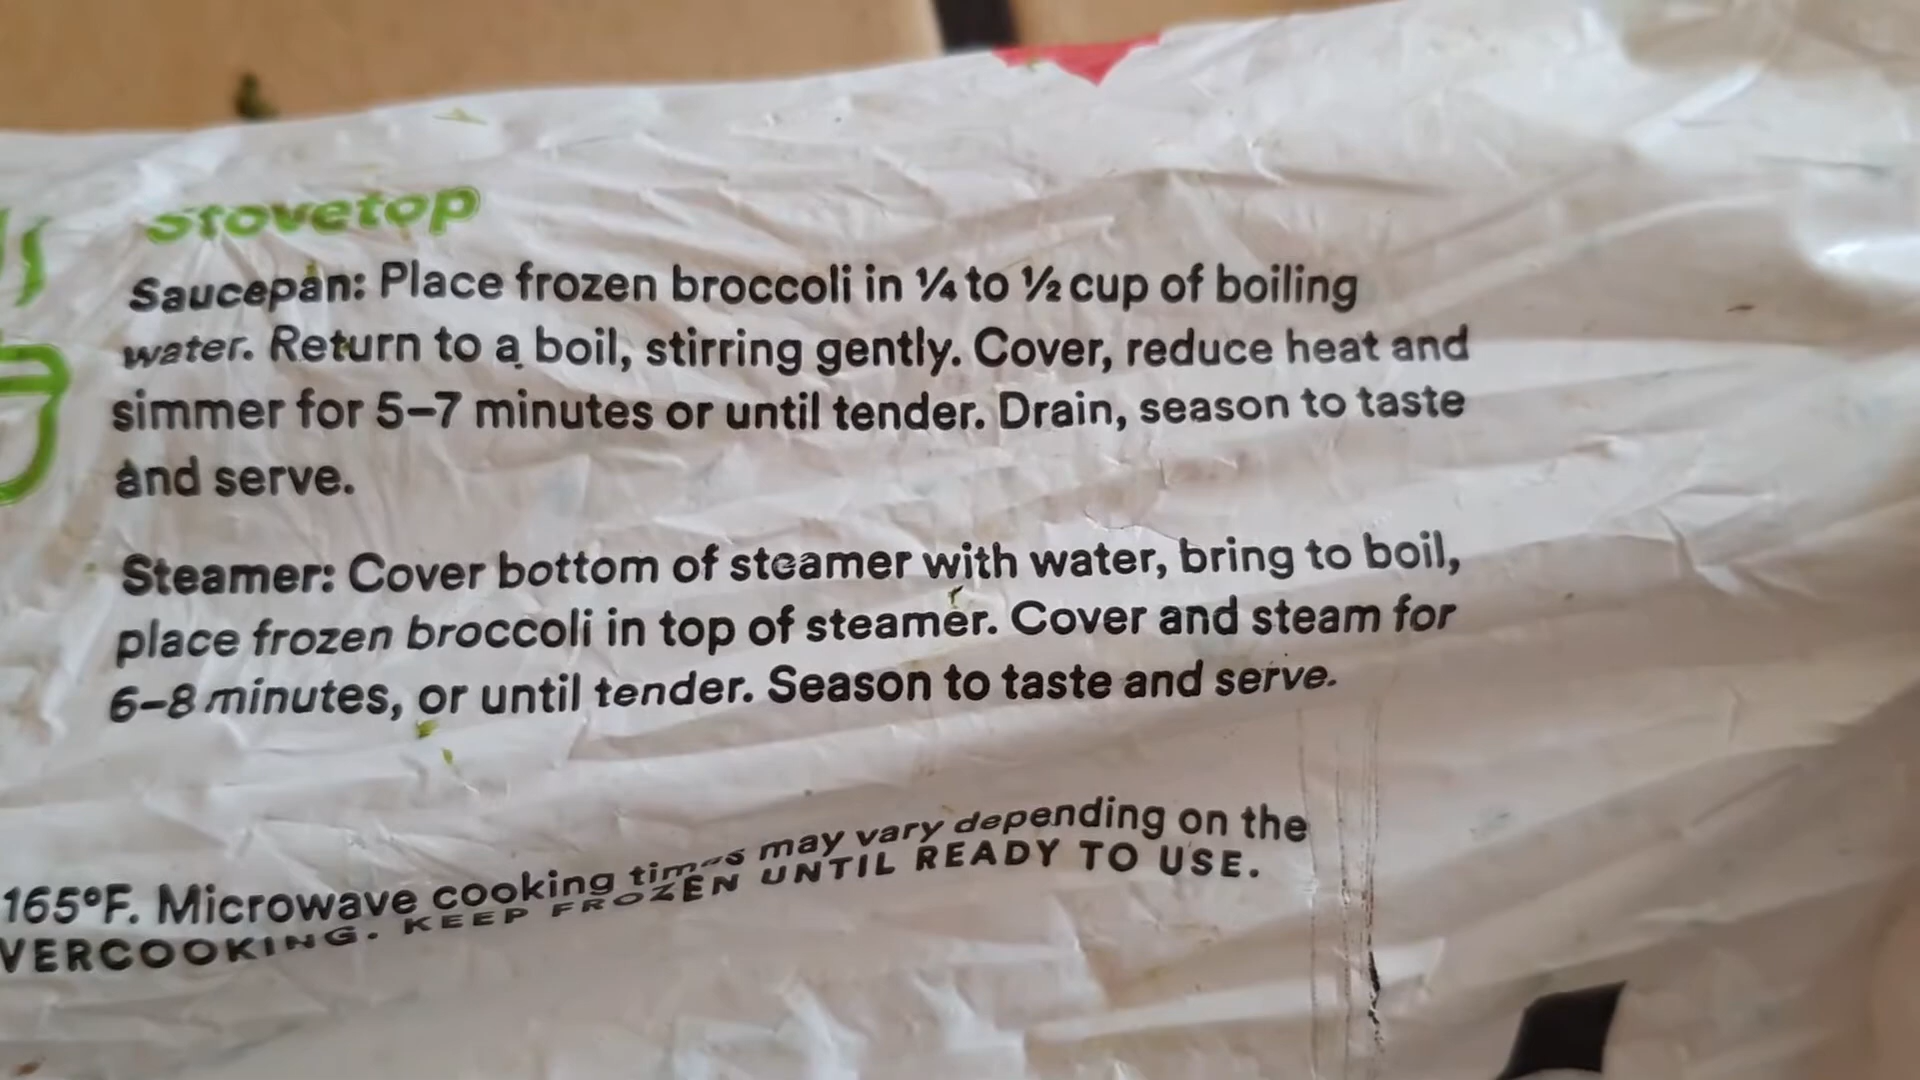 Stovetop
Saucepan: Place frozen broccoli in ¼ to ½ cup of boiling
water. Return to a boil, stirring gently. Cover, reduce heat and
simmer for 5–7 minutes or until tender. Drain, season to taste
and serve.
Steamer: Cover bottom of steamer with water, bring to boil,
place frozen broccoli in top of steamer. Cover and steam for
6–8 minutes, or until tender. Season to taste and serve.
165°F. Microwave cooking times may vary depending on the
VERCOOKING. KEEP FROZEN UNTIL READY TO USE.